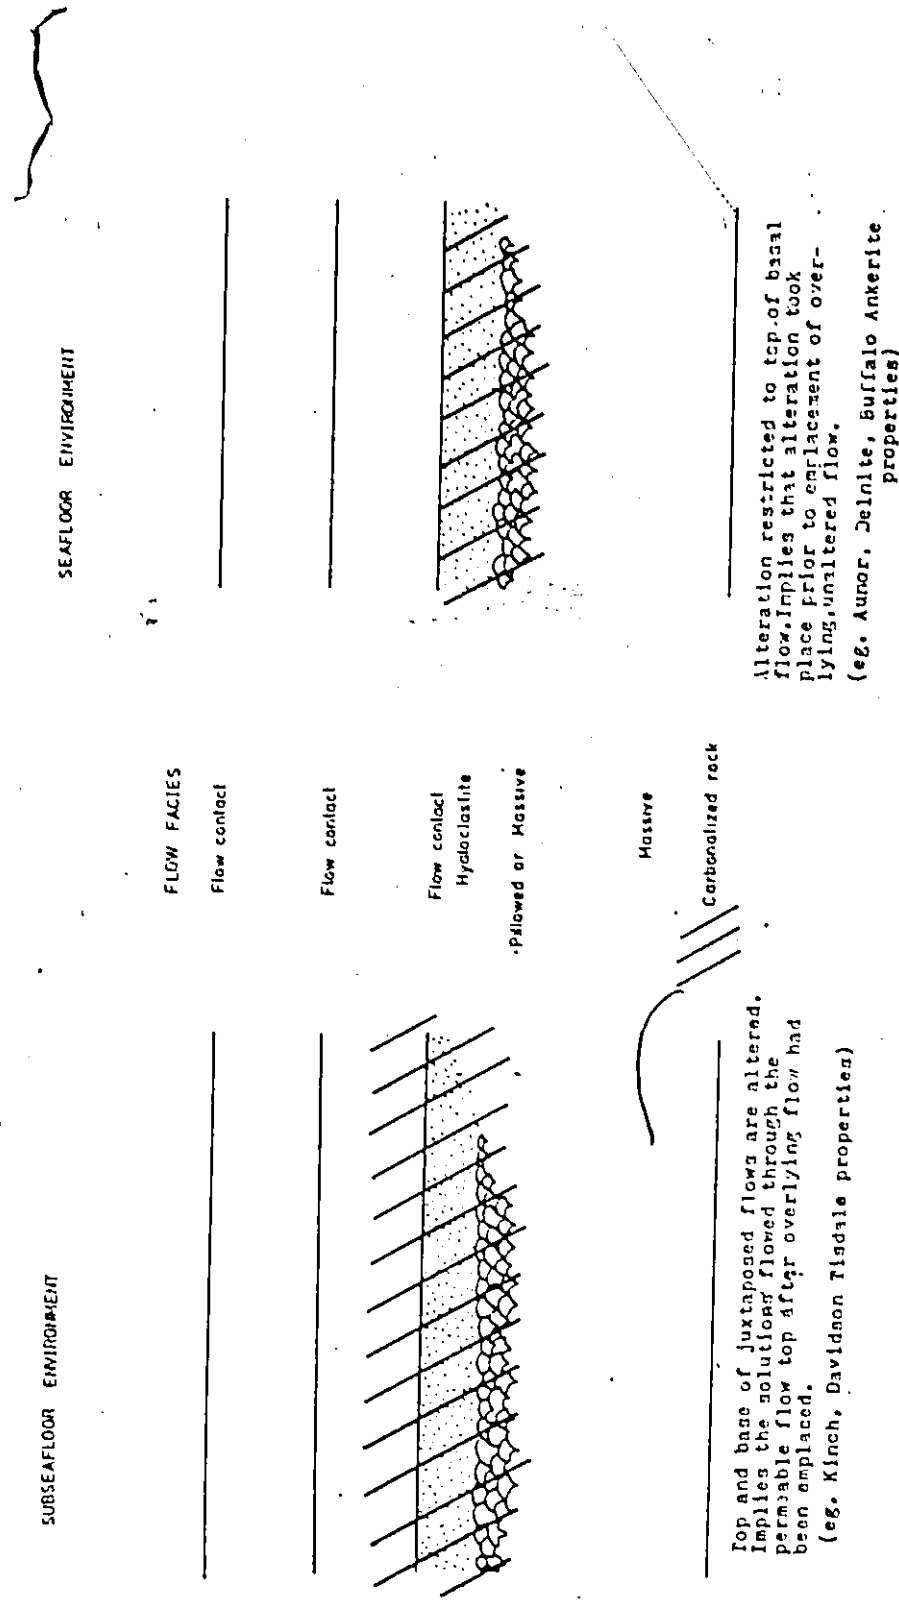 SUBSEAFLOOR ENVIRONMENT
SEAFLOOR ENVIRONMENT
FLOW FACIES
Flow contact
Flow contact
Flow contact
Hyaloclastite
Pillowed or Massive
Massive
Carbonatized rock
Top and base of juxtaposed flows are altered.
Implies the solutions flowed through the
permeable flow top after overlying flow had
been emplaced.
(eg. Kinch, Davidson Tisdale properties)
Alteration restricted to top of basal
flow. Implies that alteration took
place prior to emplacement of over-
lying, unaltered flow.
(eg. Aunor, Delnite, Buffalo Ankerite
properties)